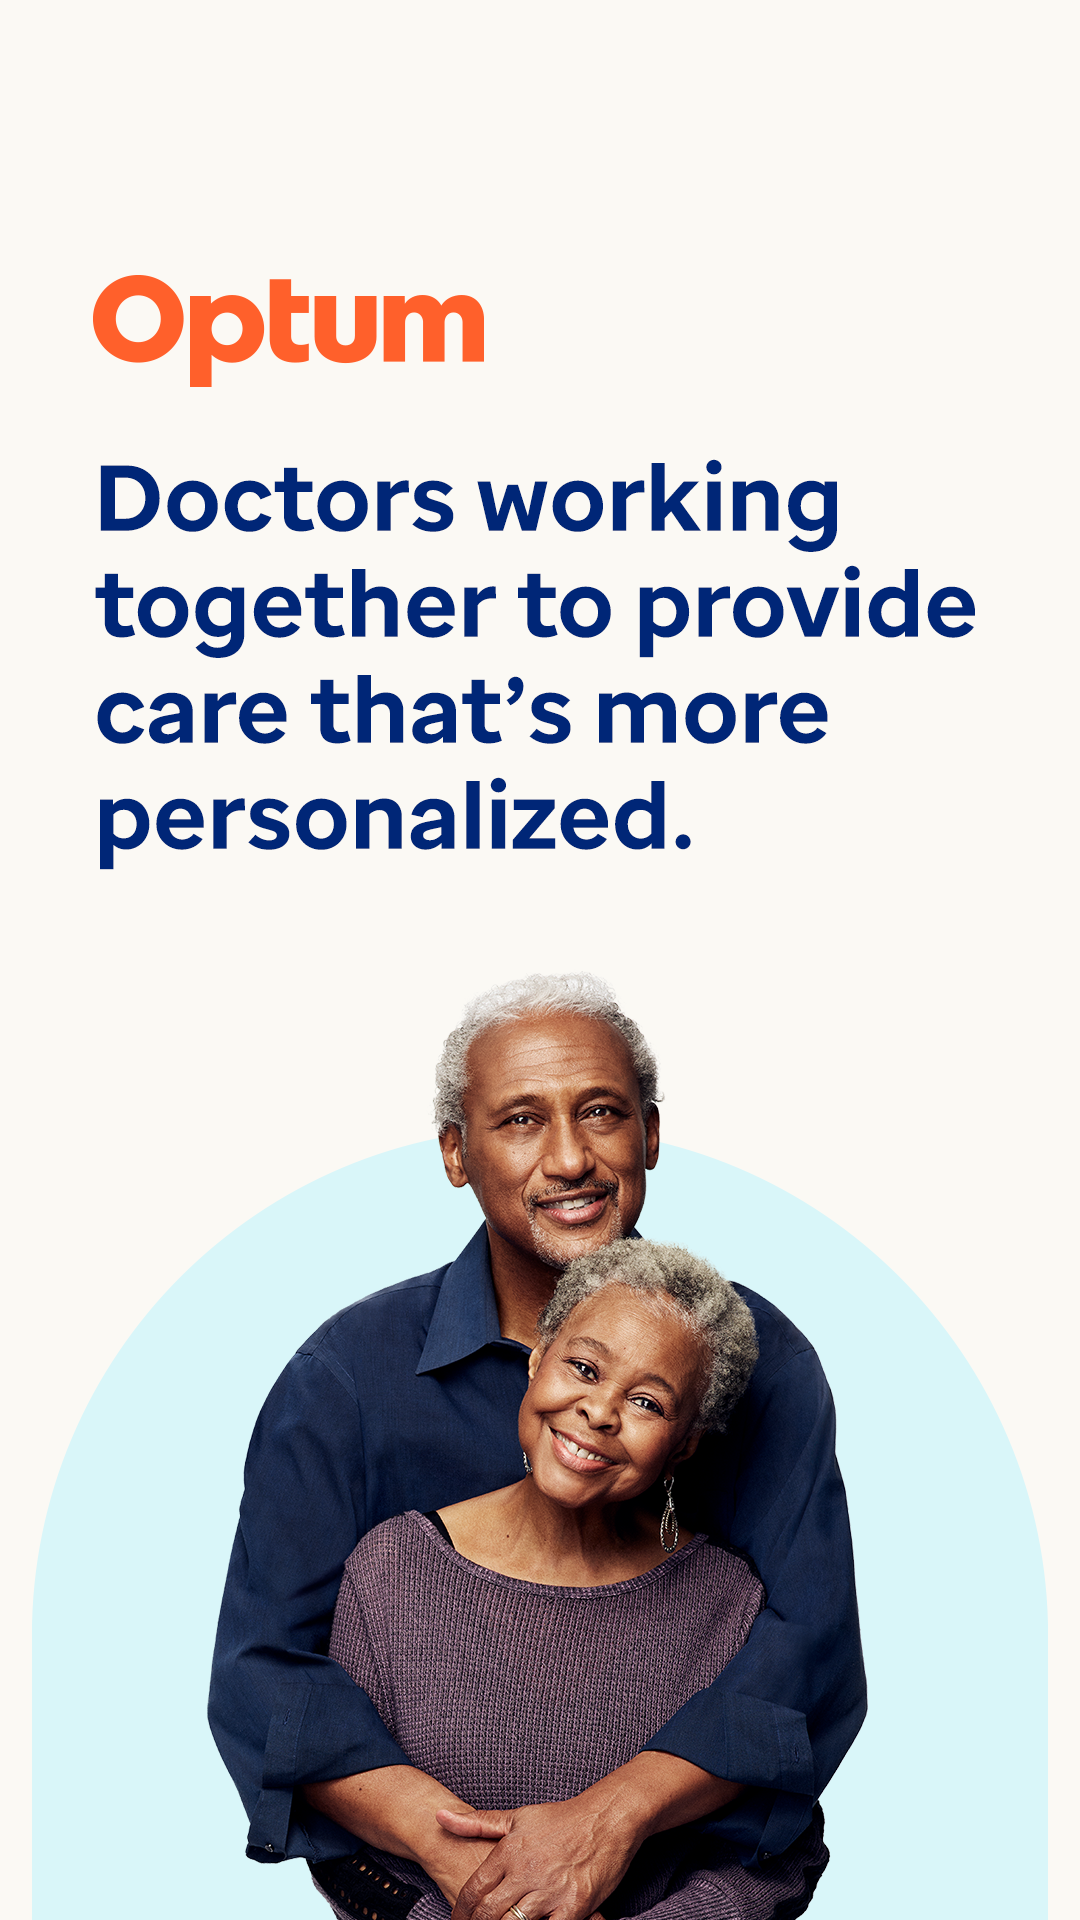 Optum
Doctors working
together to provide
care that’s more
personalized.